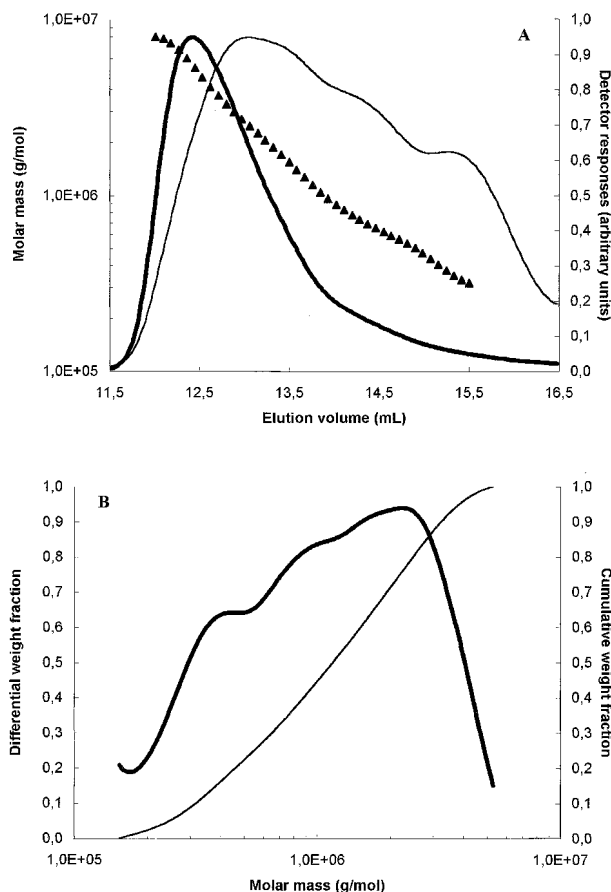 A
Molar mass (g/mol)
1,0E+07
1,0E+06
1,0E+05
Detector responses (arbitrary units)
1,0
0,9
0,8
0,7
0,6
0,5
0,4
0,3
0,2
0,1
0,0
11,5 12,5 13,5 14,5 15,5 16,5
Elution volume (mL)
B
Differential weight fraction
1,0
0,9
0,8
0,7
0,6
0,5
0,4
0,3
0,2
0,1
0,0
Cumulative weight fraction
1,0
0,9
0,8
0,7
0,6
0,5
0,4
0,3
0,2
0,1
0,0
1,0E+05 1,0E+06 1,0E+07
Molar mass (g/mol)